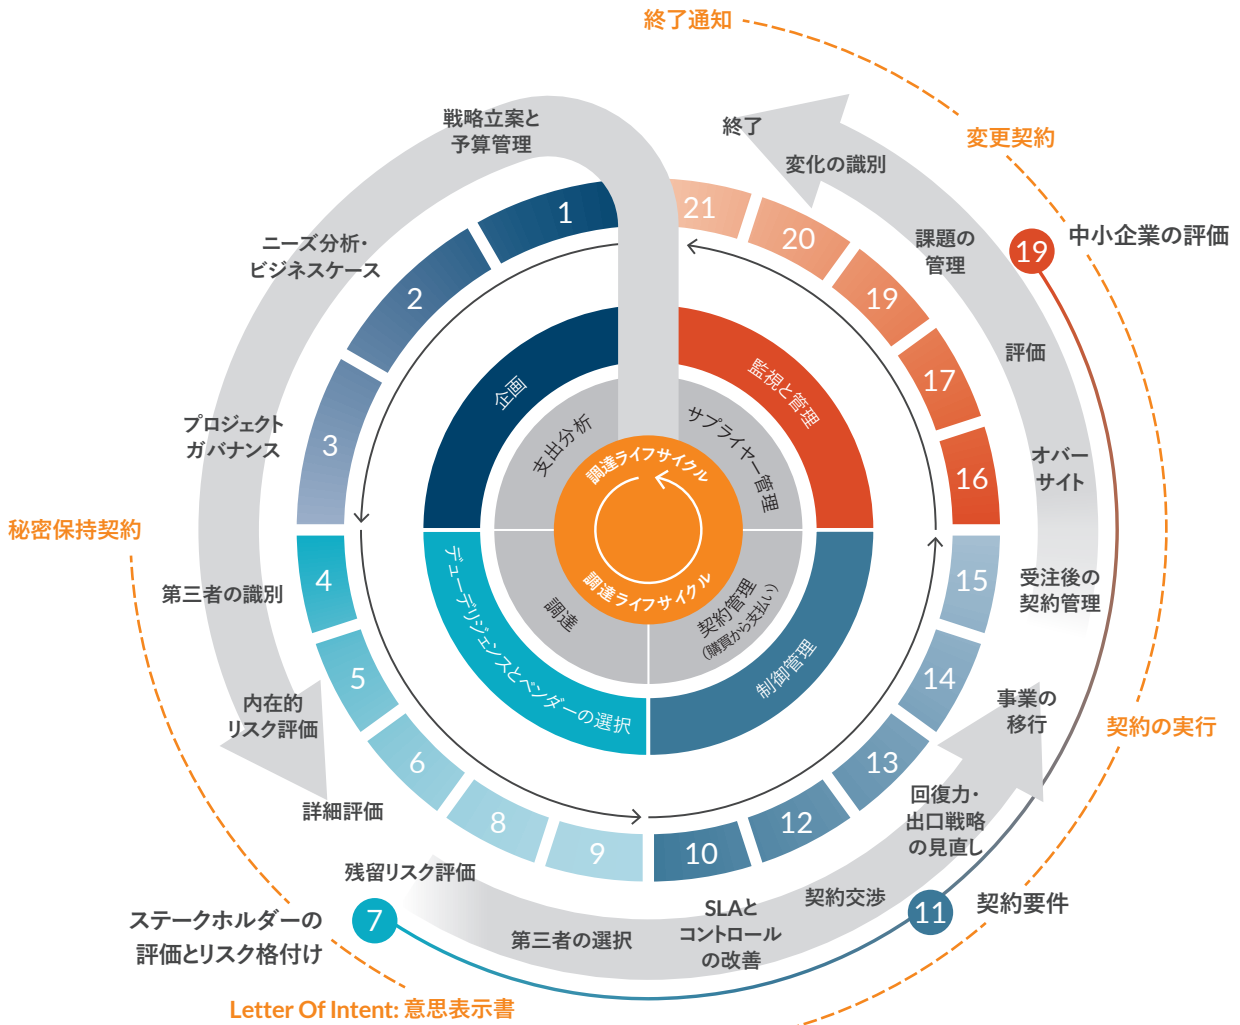 終了通知
戦略立案と
予算管理
終了
変更契約
変化の識別
1
21
ニーズ分析・
ビジネスケース
20
課題の
管理
19
中小企業の評価
2
19
企画
監視と管理
評価
17
プロジェクト
ガバナンス
3
支出分析
サプライヤー管理
16
オバー
サイト
調達ライフサイクル
調達ライフサイクル
秘密保持契約
第三者の識別
4
デューデリジェンスとベンダーの選択
調達
契約管理
(購買から支払い)
制御管理
15
受注後の
契約管理
5
14
内在的
リスク評価
事業の
移行
契約の実行
6
13
詳細評価
8
12
回復力・
出口戦略
の見直し
9
10
残留リスク評価
ステークホルダーの
評価とリスク格付け
7
第三者の選択
SLAと
コントロール
の改善
契約交渉
11
契約要件
Letter Of Intent: 意思表示書